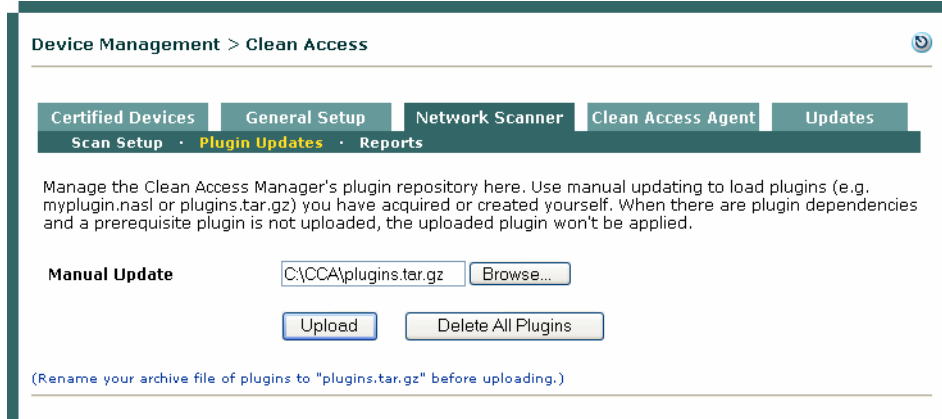 Device Management > Clean Access
Certified Devices General Setup Network Scanner Clean Access Agent Updates
Scan Setup · Plugin Updates · Reports
Manage the Clean Access Manager's plugin repository here. Use manual updating to load plugins (e.g.
myplugin.nasl or plugins.tar.gz) you have acquired or created yourself. When there are plugin dependencies
and a prerequisite plugin is not uploaded, the uploaded plugin won't be applied.
Manual Update C:\CCA\plugins.tar.gz Browse...
Upload Delete All Plugins
(Rename your archive file of plugins to "plugins.tar.gz" before uploading.)